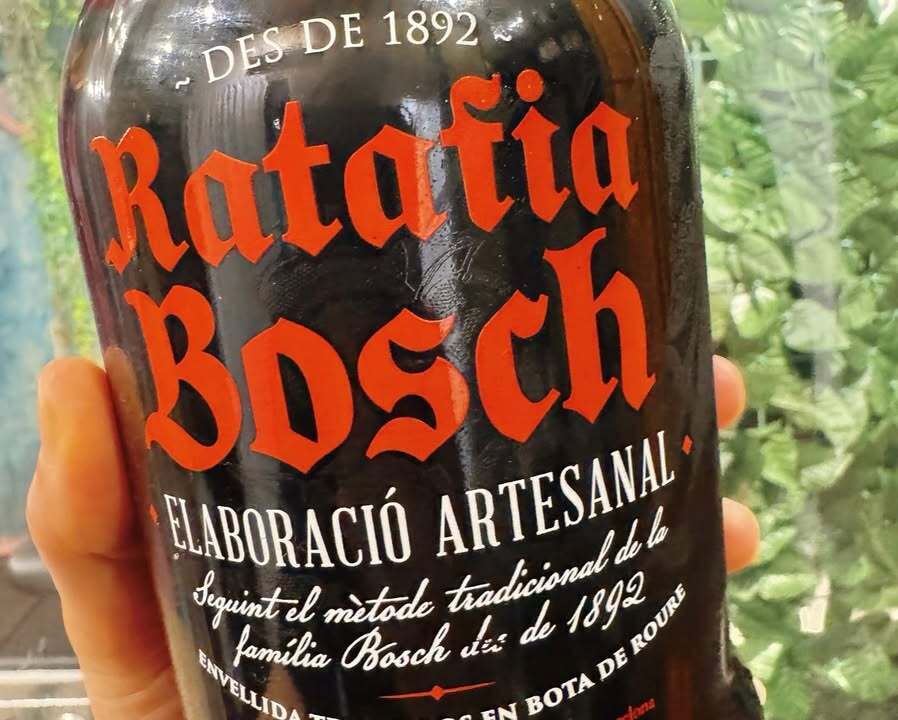 ~ DES DE 1892 ~
Ratafia
Bosch
ELABORACIÓ ARTESANAL
Seguint el mètode tradicional de la
família Bosch des de 1892
ENVELLIDA EN BOTA DE ROURE